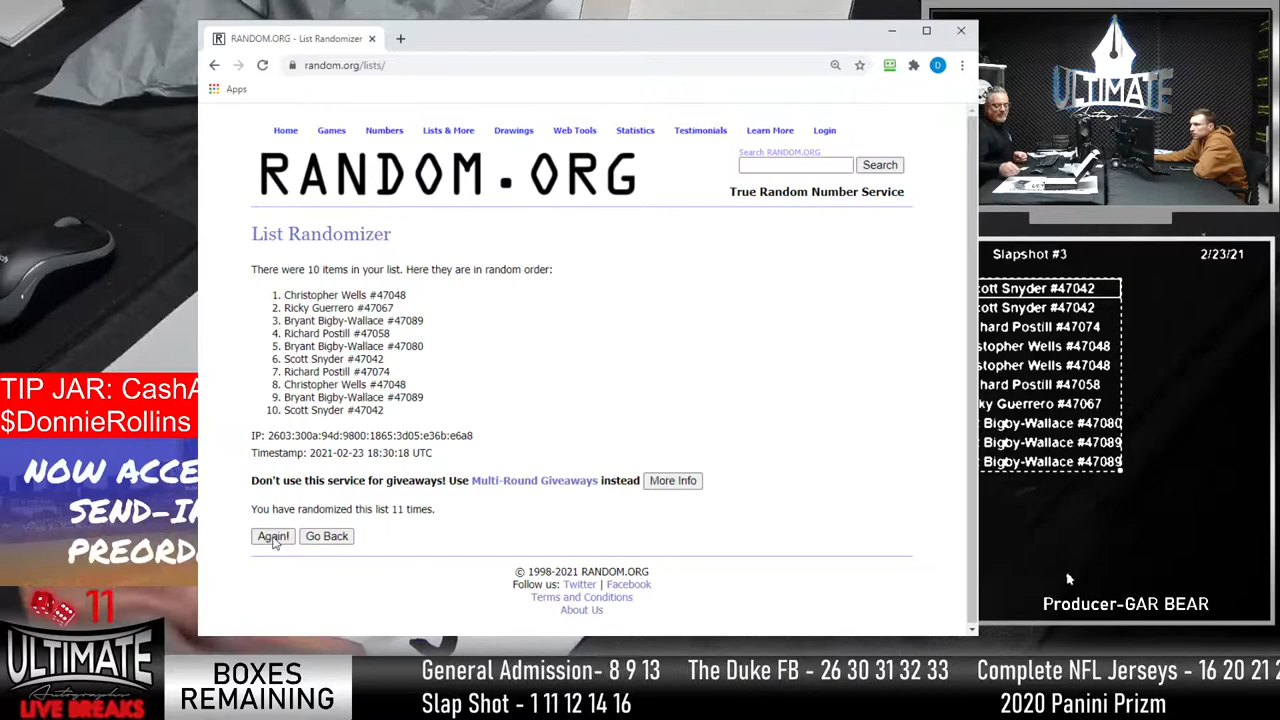 RANDOM.ORG - List Randomizer
random.org/lists/
D
Apps
Home Games Numbers Lists & More Drawings Web Tools Statistics Testimonials Learn More Login
Search RANDOM.ORG
RANDOM.ORG
Search
True Random Number Service
List Randomizer
There were 10 items in your list. Here they are in random order:
1. Christopher Wells #47048
2. Ricky Guerrero #47067
3. Bryant Bigby-Wallace #47089
4. Richard Postill #47058
5. Bryant Bigby-Wallace #47080
6. Scott Snyder #47042
7. Richard Postill #47074
8. Christopher Wells #47048
9. Bryant Bigby-Wallace #47089
10. Scott Snyder #47042
IP: 2603:300a:94d:9800:1865:3d05:e36b:e6a8
Timestamp: 2021-02-23 18:30:18 UTC
Don't use this service for giveaways! Use Multi-Round Giveaways instead More Info
You have randomized this list 11 times.
Again! Go Back
© 1998-2021 RANDOM.ORG
Follow us: Twitter | Facebook
Terms and Conditions
About Us
ULTIMATE
Autographs
Slapshot #3 2/23/21
ott Snyder #47042
ott Snyder #47042
hard Postill #47074
stopher Wells #47048
stopher Wells #47048
hard Postill #47058
ky Guerrero #47067
Bigby-Wallace #47080
Bigby-Wallace #47089
Bigby-Wallace #47089
Producer-GAR BEAR
TIP JAR: CashA
$DonnieRollins
NOW ACCE
SEND-IN
PREORD
11
ULTIMATE
Autographs
LIVE BREAKS
BOXES
REMAINING
General Admission- 8 9 13 The Duke FB - 26 30 31 32 33 Complete NFL Jerseys - 16 20 21 2
Slap Shot - 1 11 12 14 16 2020 Panini Prizm